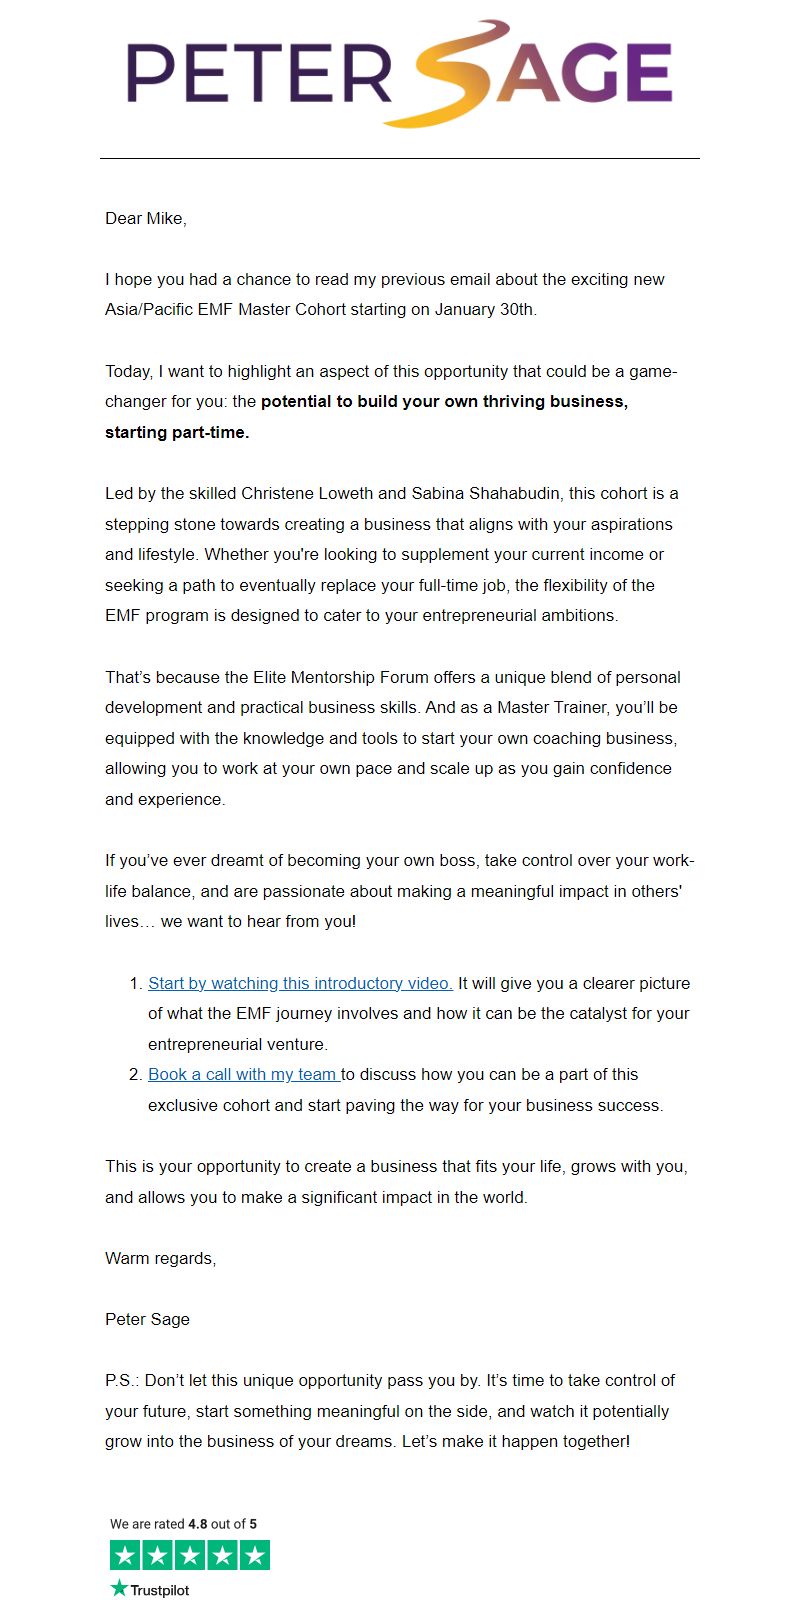 PETER SAGE
Dear Mike,
I hope you had a chance to read my previous email about the exciting new
Asia/Pacific EMF Master Cohort starting on January 30th.
Today, I want to highlight an aspect of this opportunity that could be a game-
changer for you: the potential to build your own thriving business,
starting part-time.
Led by the skilled Christene Loweth and Sabina Shahabudin, this cohort is a
stepping stone towards creating a business that aligns with your aspirations
and lifestyle. Whether you're looking to supplement your current income or
seeking a path to eventually replace your full-time job, the flexibility of the
EMF program is designed to cater to your entrepreneurial ambitions.
That’s because the Elite Mentorship Forum offers a unique blend of personal
development and practical business skills. And as a Master Trainer, you’ll be
equipped with the knowledge and tools to start your own coaching business,
allowing you to work at your own pace and scale up as you gain confidence
and experience.
If you’ve ever dreamt of becoming your own boss, take control over your work-
life balance, and are passionate about making a meaningful impact in others'
lives… we want to hear from you!
1. Start by watching this introductory video. It will give you a clearer picture
of what the EMF journey involves and how it can be the catalyst for your
entrepreneurial venture.
2. Book a call with my team to discuss how you can be a part of this
exclusive cohort and start paving the way for your business success.
This is your opportunity to create a business that fits your life, grows with you,
and allows you to make a significant impact in the world.
Warm regards,
Peter Sage
P.S.: Don’t let this unique opportunity pass you by. It’s time to take control of
your future, start something meaningful on the side, and watch it potentially
grow into the business of your dreams. Let’s make it happen together!
We are rated 4.8 out of 5
Trustpilot